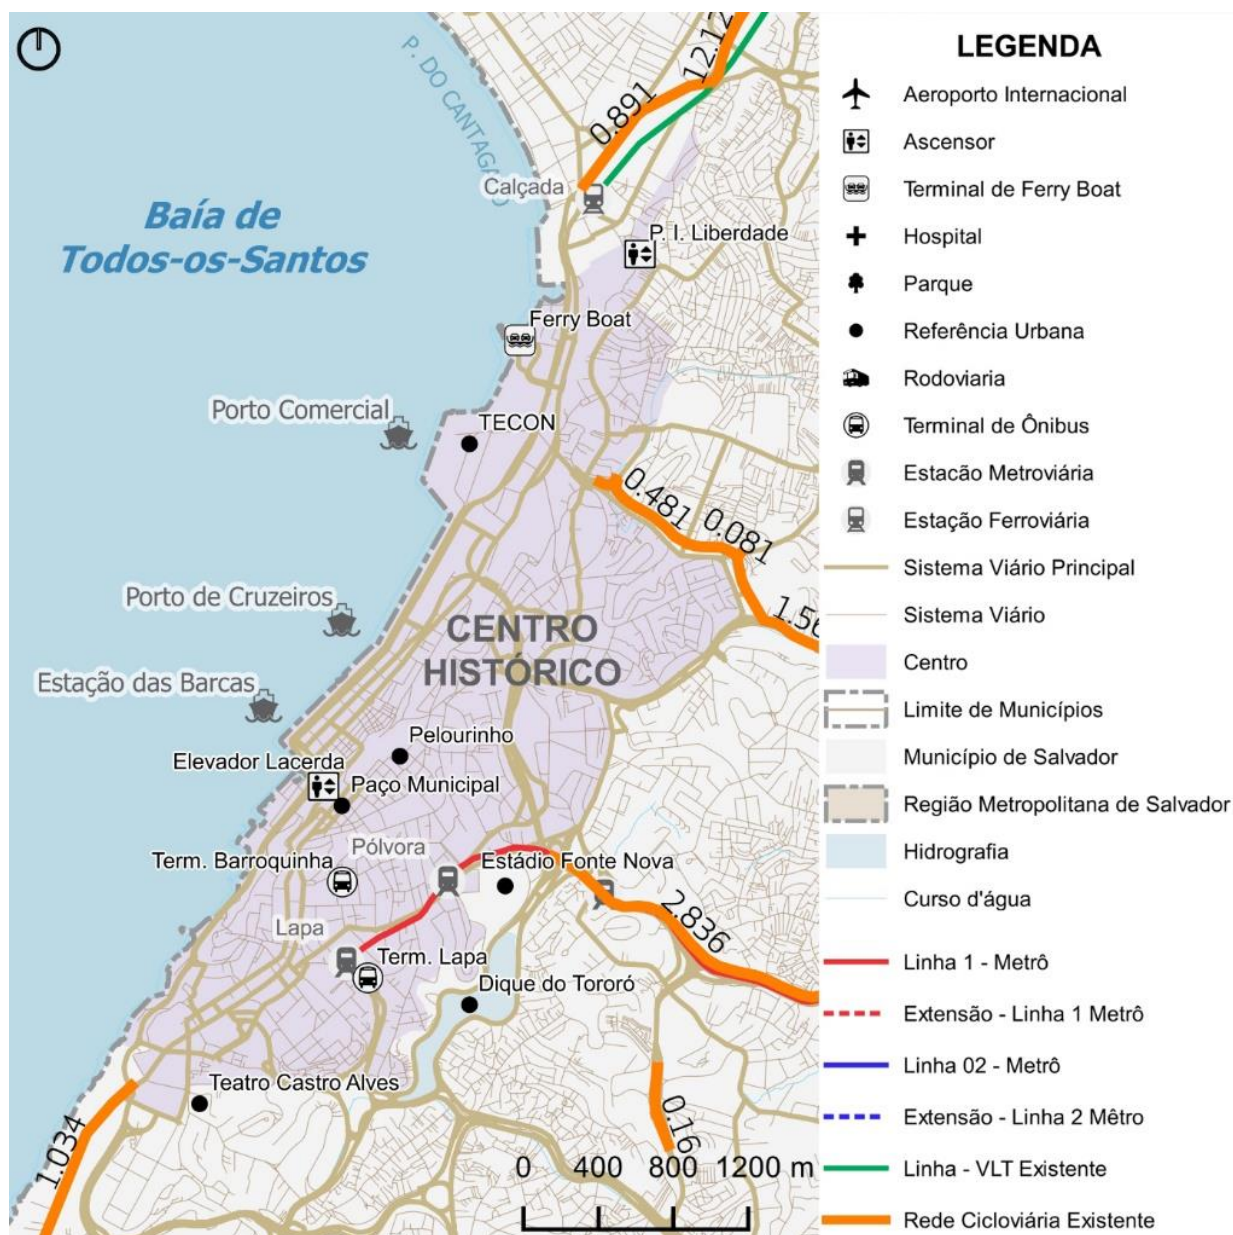 P. DO CANTAGALO
12.12
0.891
Calçada
Baía de
Todos-os-Santos
P. I. Liberdade
Ferry Boat
Porto Comercial
TECON
0.481
0.081
1.56
Porto de Cruzeiros
CENTRO
HISTÓRICO
Estação das Barcas
Pelourinho
Elevador Lacerda
Paço Municipal
Pólvora
Term. Barroquinha
Estádio Fonte Nova
2.836
Lapa
Term. Lapa
Dique do Tororó
Teatro Castro Alves
1.034
0.16
0 400 800 1200 m
LEGENDA
Aeroporto Internacional
Ascensor
Terminal de Ferry Boat
Hospital
Parque
Referência Urbana
Rodoviaria
Terminal de Ônibus
Estacão Metroviária
Estação Ferroviária
Sistema Viário Principal
Sistema Viário
Centro
Limite de Municípios
Município de Salvador
Região Metropolitana de Salvador
Hidrografia
Curso d'água
Linha 1 - Metrô
Extensão - Linha 1 Metrô
Linha 02 - Metrô
Extensão - Linha 2 Mêtro
Linha - VLT Existente
Rede Cicloviária Existente